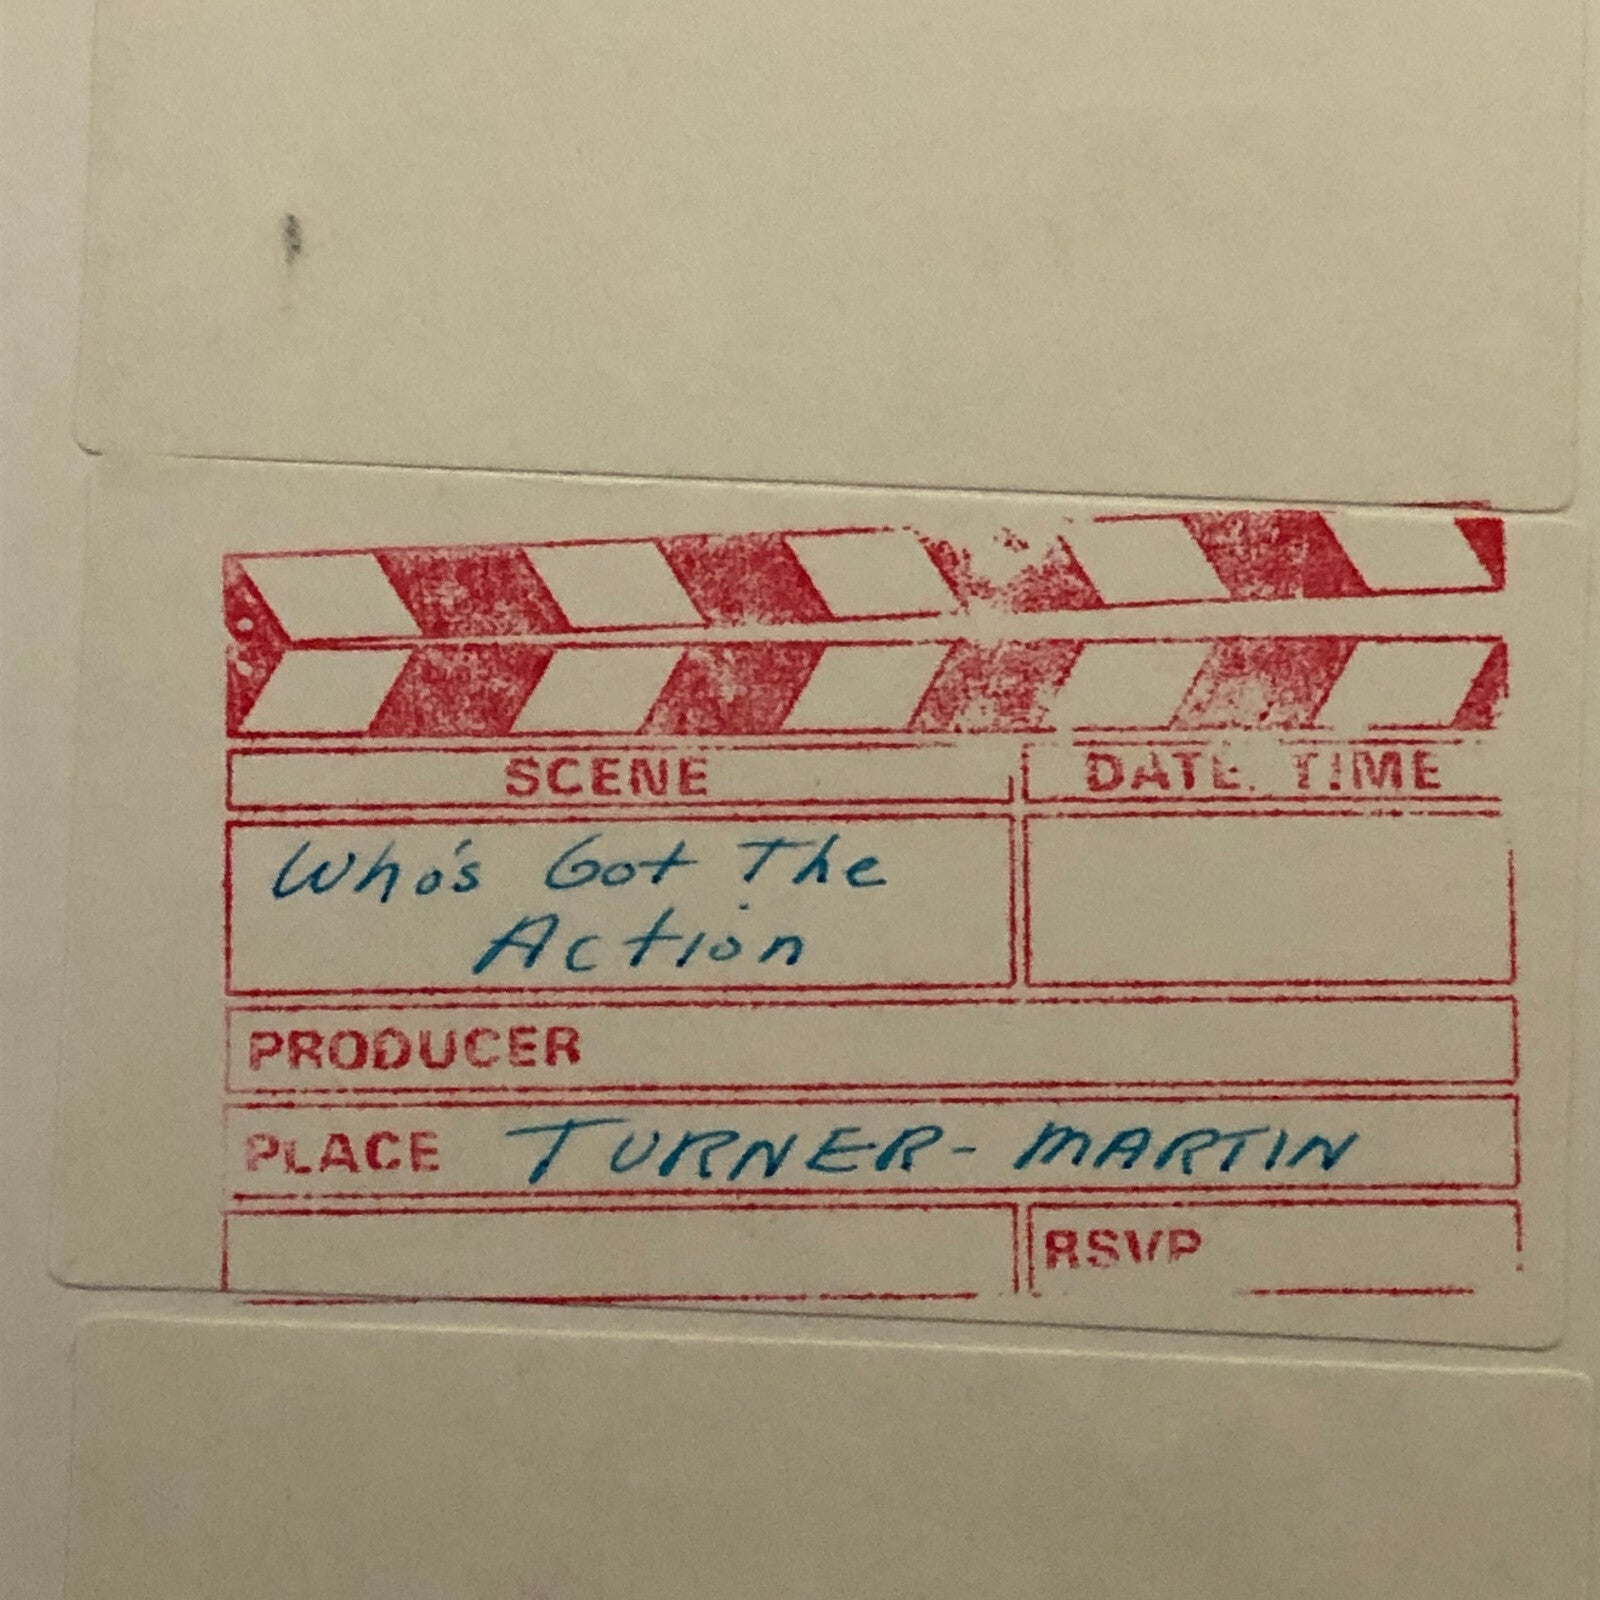 SCENE
DATE, TIME
Who's Got The
Action
PRODUCER
PLACE TURNER-MARTIN
RSVP